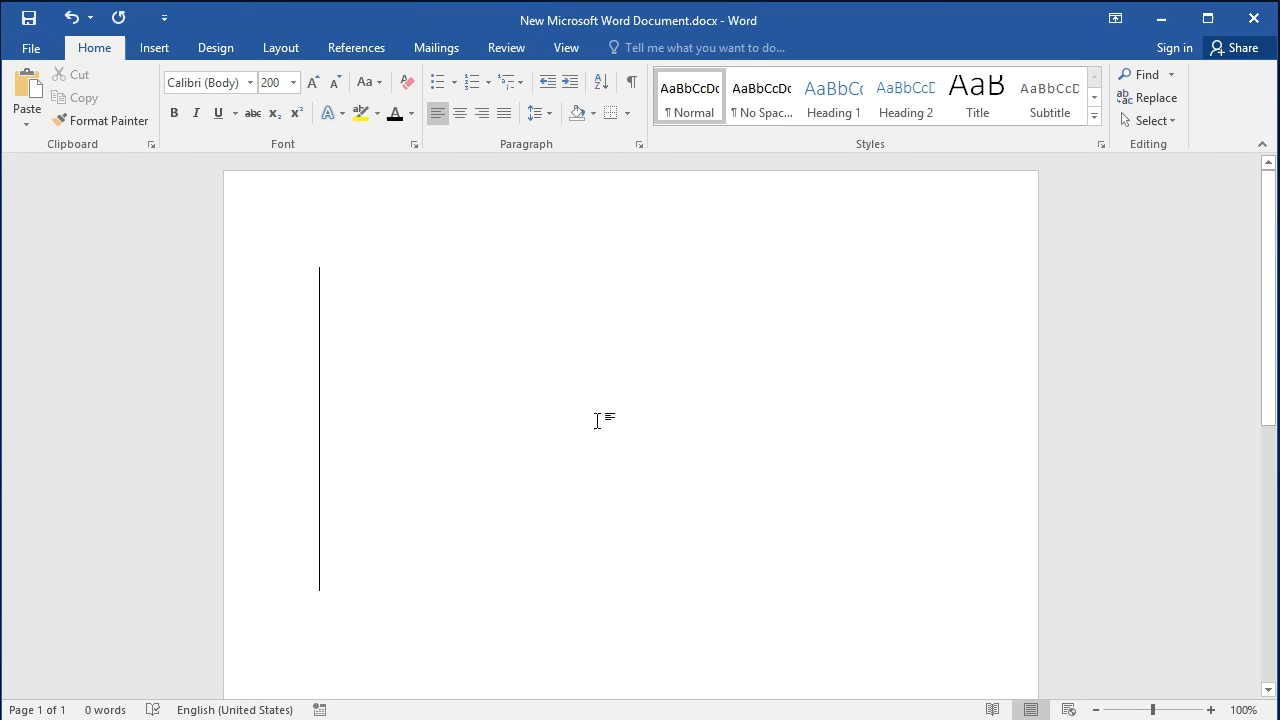 New Microsoft Word Document.docx - Word
File Home Insert Design Layout References Mailings Review View Tell me what you want to do... Sign in Share
Paste Cut Copy Format Painter
Calibri (Body) 200 Aa
B I U abc X₂ X² A ab A
AaBbCcDc AaBbCcDc AaBbC( AaBbCcD AaB AaBbCcD
¶ Normal ¶ No Spac... Heading 1 Heading 2 Title Subtitle
Find Replace Select
Clipboard Font Paragraph Styles Editing
Page 1 of 1 0 words English (United States) 100%